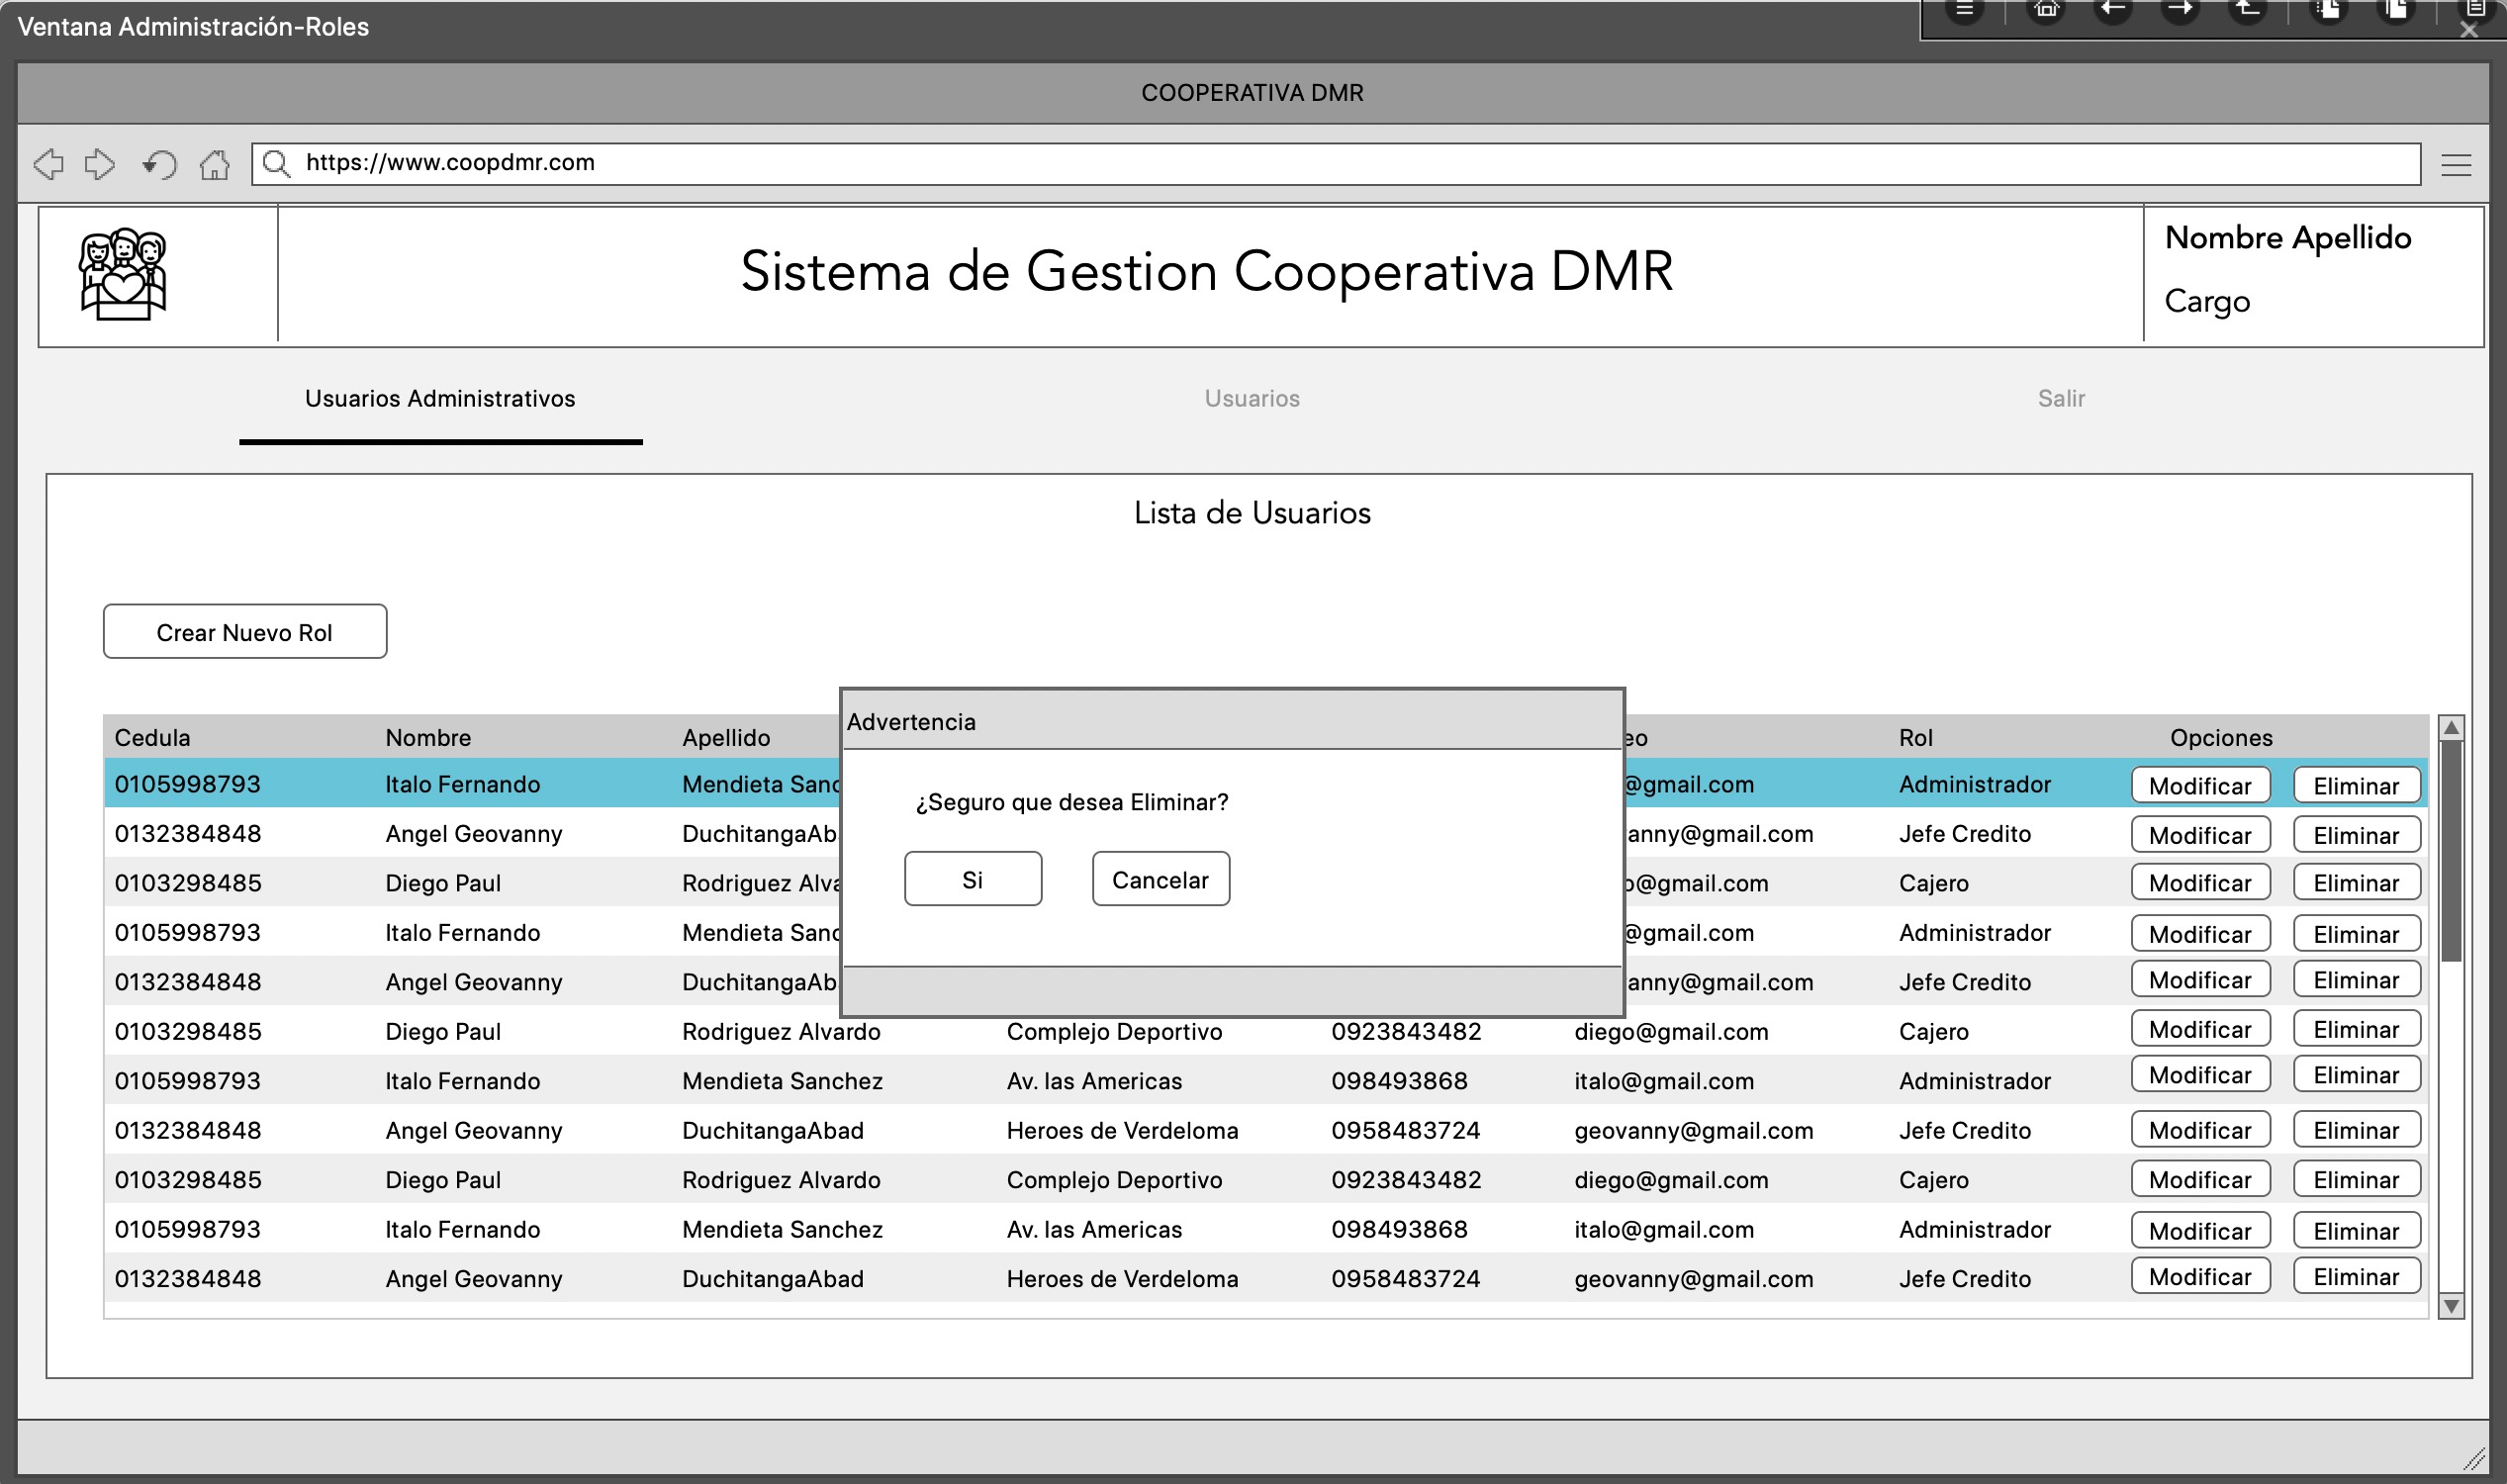 Ventana Administración-Roles
COOPERATIVA DMR
https://www.coopdmr.com
Sistema de Gestion Cooperativa DMR
Nombre Apellido
Cargo
Usuarios Administrativos
Usuarios
Salir
Lista de Usuarios
Crear Nuevo Rol
Cedula Nombre Apellido eo Rol Opciones
0105998793 Italo Fernando Mendieta Sanc @gmail.com Administrador Modificar Eliminar
0132384848 Angel Geovanny DuchitangaAb anny@gmail.com Jefe Credito Modificar Eliminar
0103298485 Diego Paul Rodriguez Alva o@gmail.com Cajero Modificar Eliminar
0105998793 Italo Fernando Mendieta Sanc @gmail.com Administrador Modificar Eliminar
0132384848 Angel Geovanny DuchitangaAb anny@gmail.com Jefe Credito Modificar Eliminar
0103298485 Diego Paul Rodriguez Alvardo Complejo Deportivo 0923843482 diego@gmail.com Cajero Modificar Eliminar
0105998793 Italo Fernando Mendieta Sanchez Av. las Americas 098493868 italo@gmail.com Administrador Modificar Eliminar
0132384848 Angel Geovanny DuchitangaAbad Heroes de Verdeloma 0958483724 geovanny@gmail.com Jefe Credito Modificar Eliminar
0103298485 Diego Paul Rodriguez Alvardo Complejo Deportivo 0923843482 diego@gmail.com Cajero Modificar Eliminar
0105998793 Italo Fernando Mendieta Sanchez Av. las Americas 098493868 italo@gmail.com Administrador Modificar Eliminar
0132384848 Angel Geovanny DuchitangaAbad Heroes de Verdeloma 0958483724 geovanny@gmail.com Jefe Credito Modificar Eliminar
Advertencia
¿Seguro que desea Eliminar?
Si Cancelar